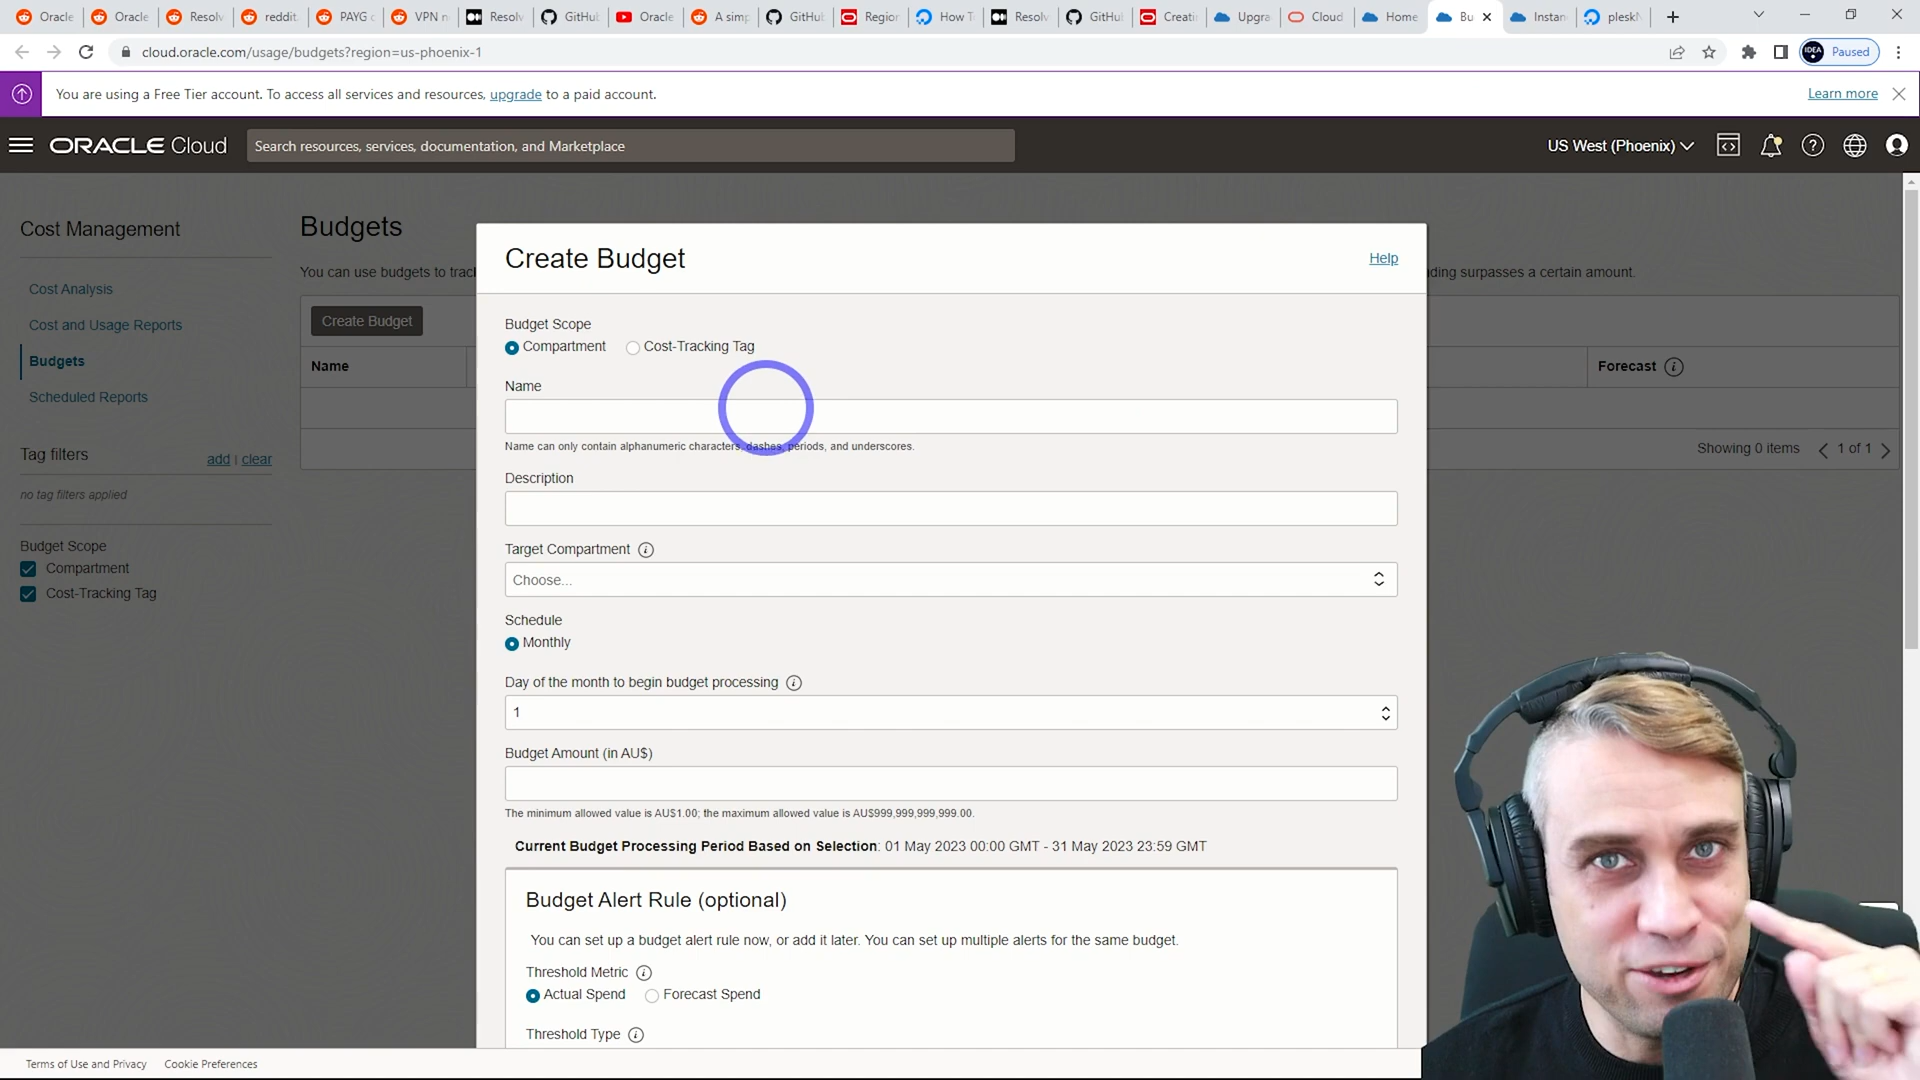 Oracle
Oracle
Resolv
reddit
PAYG c
VPN n
Resolv
GitHub
Oracle
A simp
GitHub
Region
How T
Resolv
GitHub
Creatin
Upgra
Cloud
Home
Bu
Instan
plesk
cloud.oracle.com/usage/budgets?region=us-phoenix-1
IDEA
Paused
You are using a Free Tier account. To access all services and resources, upgrade to a paid account.
Learn more
ORACLE Cloud
Search resources, services, documentation, and Marketplace
US West (Phoenix)
Cost Management
Cost Analysis
Cost and Usage Reports
Budgets
Scheduled Reports
Tag filters
add | clear
no tag filters applied
Budget Scope
Compartment
Cost-Tracking Tag
Budgets
You can use budgets to track
ding surpasses a certain amount.
Create Budget
Name
Forecast
Showing 0 items
1 of 1
Create Budget
Help
Budget Scope
Compartment
Cost-Tracking Tag
Name
Name can only contain alphanumeric characters, dashes, periods, and underscores.
Description
Target Compartment
Choose...
Schedule
Monthly
Day of the month to begin budget processing
1
Budget Amount (in AU$)
The minimum allowed value is AU$1.00; the maximum allowed value is AU$999,999,999,999.00.
Current Budget Processing Period Based on Selection: 01 May 2023 00:00 GMT - 31 May 2023 23:59 GMT
Budget Alert Rule (optional)
You can set up a budget alert rule now, or add it later. You can set up multiple alerts for the same budget.
Threshold Metric
Actual Spend
Forecast Spend
Threshold Type
Terms of Use and Privacy
Cookie Preferences